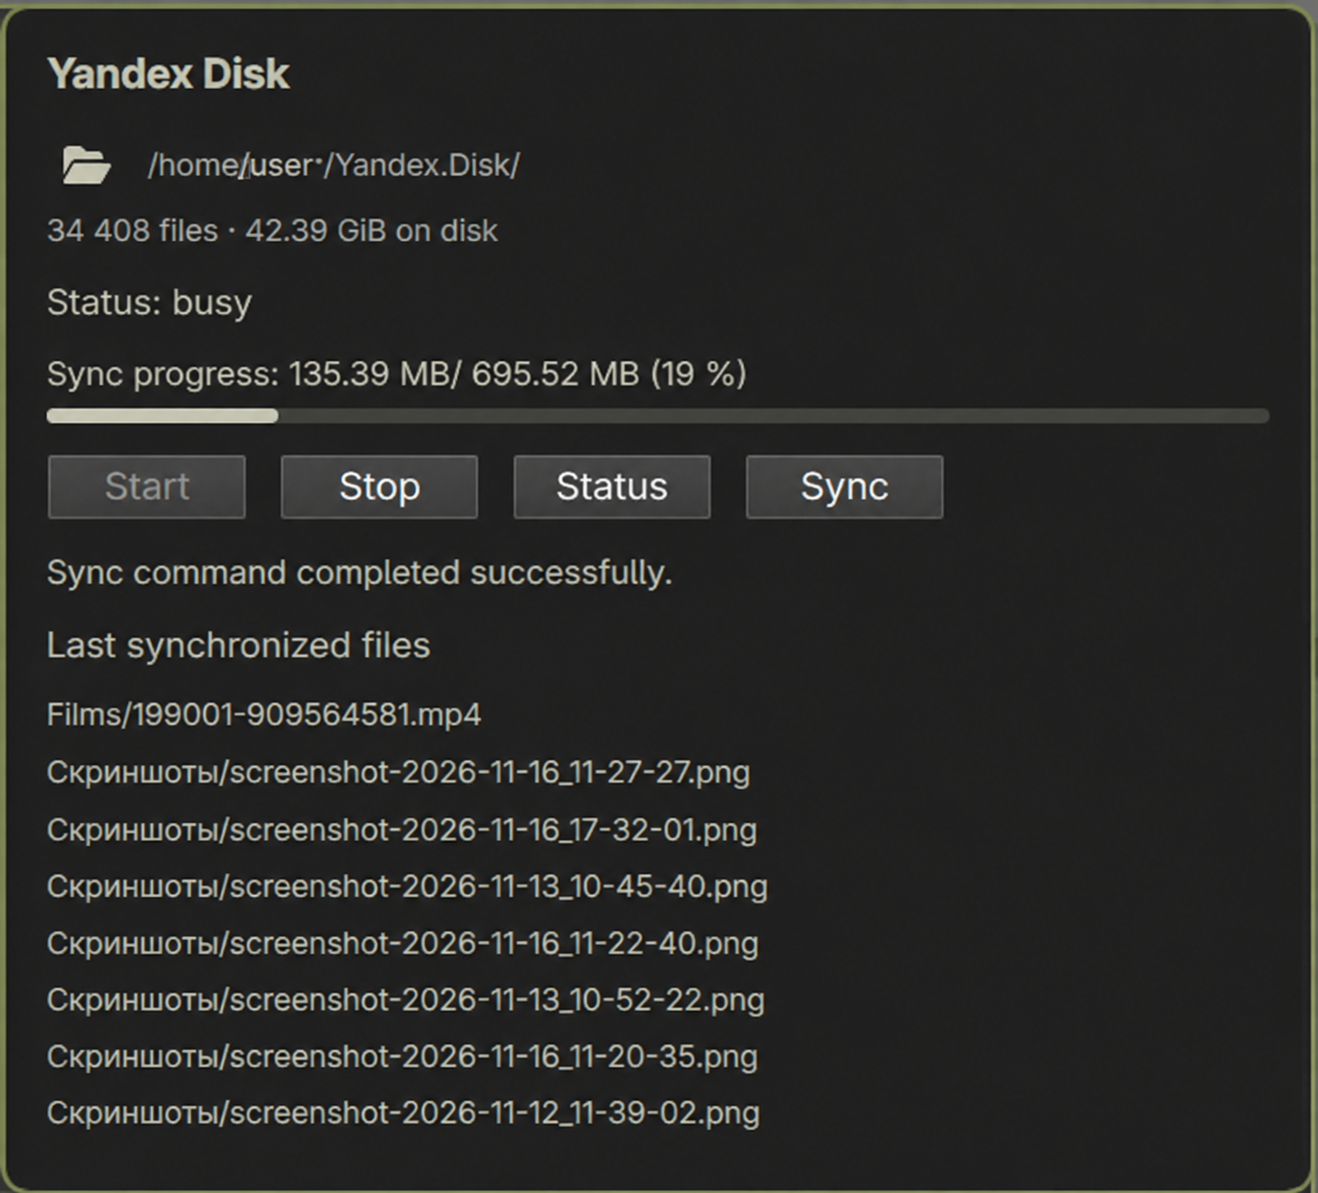 Yandex Disk
/home/user /Yandex.Disk/
34 408 files · 42.39 GiB on disk
Status: busy
Sync progress: 135.39 MB/ 695.52 MB (19 %)
Start Stop Status Sync
Sync command completed successfully.
Last synchronized files
Films/199001-909564581.mp4
Скриншоты/screenshot-2026-11-16_11-27-27.png
Скриншоты/screenshot-2026-11-16_17-32-01.png
Скриншоты/screenshot-2026-11-13_10-45-40.png
Скриншоты/screenshot-2026-11-16_11-22-40.png
Скриншоты/screenshot-2026-11-13_10-52-22.png
Скриншоты/screenshot-2026-11-16_11-20-35.png
Скриншоты/screenshot-2026-11-12_11-39-02.png